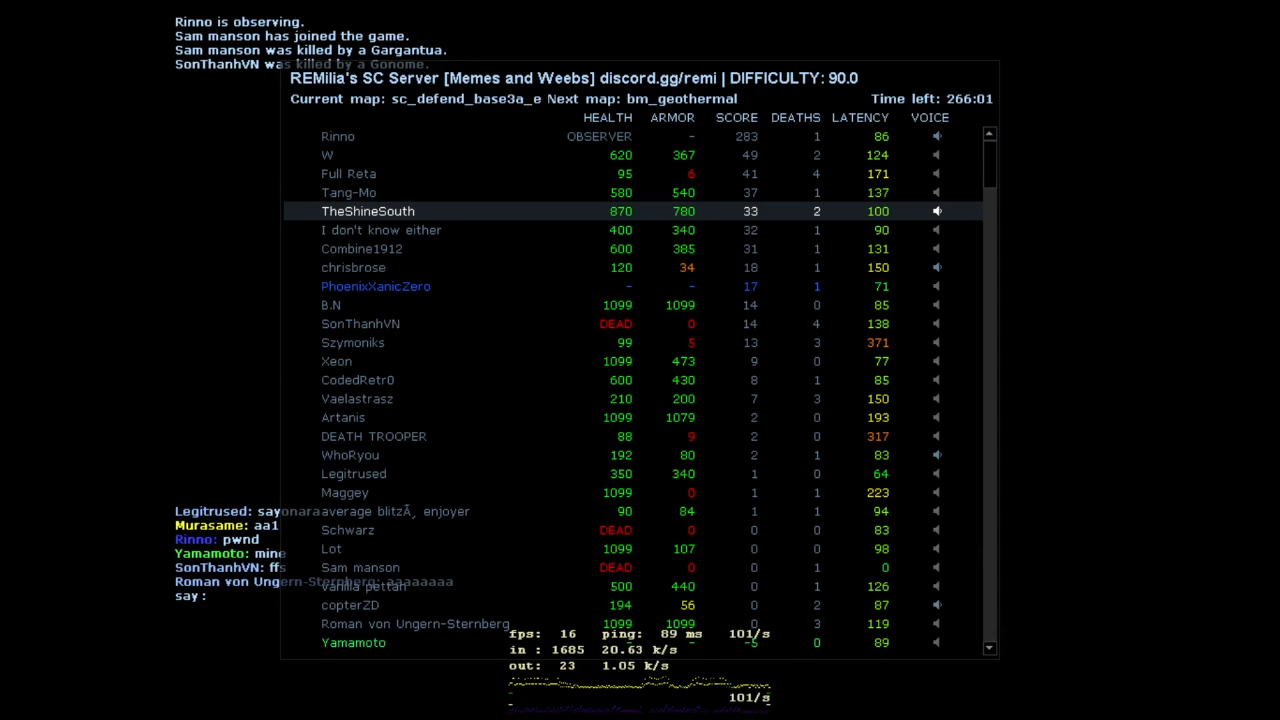 Rinno is observing.
Sam manson has joined the game.
Sam manson was killed by a Gargantua.
SonThanhVN was killed by a Gonome.
REMilia's SC Server [Memes and Weebs] discord.gg/remi | DIFFICULTY: 90.0
Current map: sc_defend_base3a_e Next map: bm_geothermal Time left: 266:01
HEALTH ARMOR SCORE DEATHS LATENCY VOICE
Rinno OBSERVER - 283 1 86
W 620 367 49 2 124
Full Reta 95 6 41 4 171
Tang-Mo 580 540 37 1 137
TheShineSouth 870 780 33 2 100
I don't know either 400 340 32 1 90
Combine1912 600 385 31 1 131
chrisbrose 120 34 18 1 150
PhoenixXanicZero - - 17 1 71
B.N 1099 1099 14 0 85
SonThanhVN DEAD 0 14 4 138
Szymoniks 99 5 13 3 371
Xeon 1099 473 9 0 77
CodedRetr0 600 430 8 1 85
Vaelastrasz 210 200 7 3 150
Artanis 1099 1079 2 0 193
DEATH TROOPER 88 9 2 0 317
WhoRyou 192 80 2 1 83
Legitrused 350 340 1 0 64
Maggey 1099 0 1 1 223
Legitrused: sayonara
average blitzÃ¸ enjoyer 90 84 1 1 94
Murasame: aa1
Schwarz DEAD 0 0 0 83
Rinno: pwnd
Lot 1099 107 0 0 98
Yamamoto: mine
SonThanhVN: ffs
Sam manson DEAD 0 0 1 0
Roman von Ungern-Sternberg: aaaaaaaa
vanilla pettan 500 440 0 1 126
say :
copterZD 194 56 0 2 87
Roman von Ungern-Sternberg 1099 1099 0 3 119
fps: 16 ping: 89 ms 101/s
Yamamoto - - -5 0 89
in : 1685 20.63 k/s
out: 23 1.05 k/s
101/s